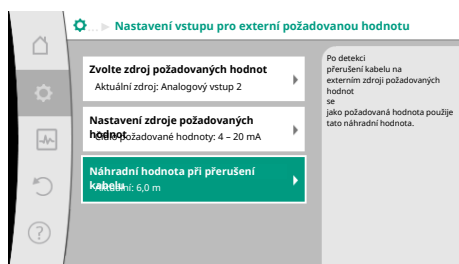 ... ▶ Nastavení vstupu pro externí požadovanou hodnotu
Zvolte zdroj požadovaných hodnot
Aktuální zdroj: Analogový vstup 2
Nastavení zdroje požadovaných
hodnot
požadované hodnoty: 4 – 20 mA
Náhradní hodnota při přerušení
kabelu
Aktuální: 6,0 m
Po detekci
přerušení kabelu na
externím zdroji požadovaných
hodnot
se
jako požadovaná hodnota použije
tato náhradní hodnota.